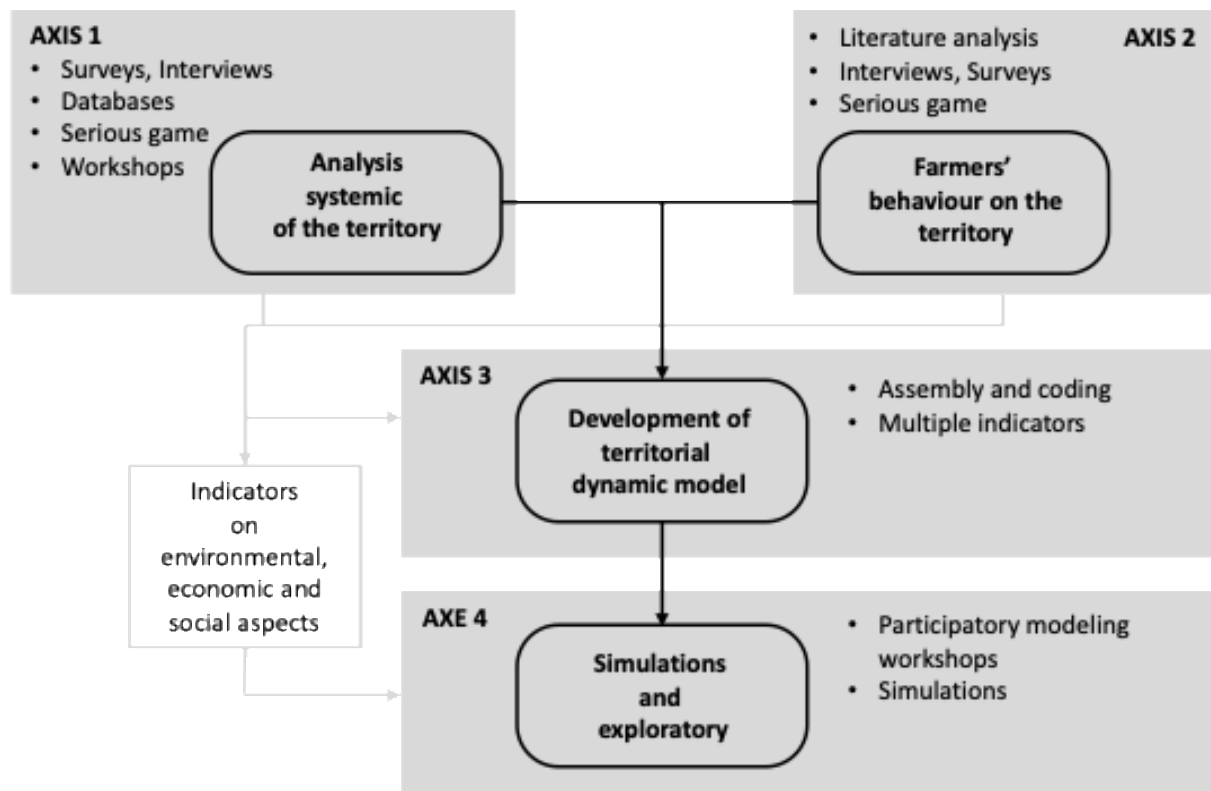 AXIS 1
• Surveys, Interviews
• Databases
• Serious game
• Workshops
Analysis
systemic
of the territory
• Literature analysis
• Interviews, Surveys
• Serious game
AXIS 2
Farmers’
behaviour on the
territory
AXIS 3
Development of
territorial
dynamic model
• Assembly and coding
• Multiple indicators
Indicators
on
environmental,
economic and
social aspects
AXE 4
Simulations
and
exploratory
• Participatory modeling
workshops
• Simulations